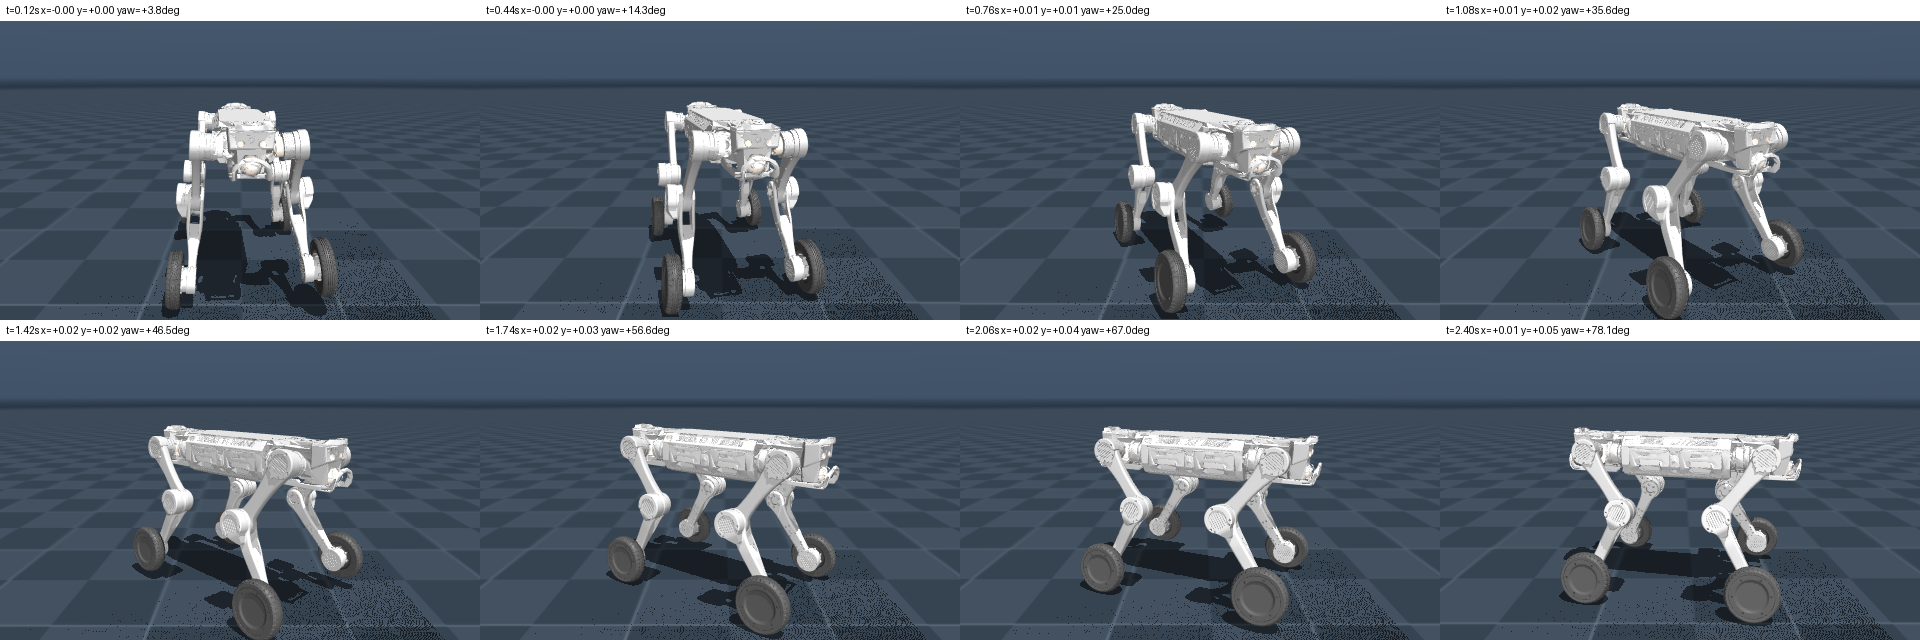 t=0.12s x=-0.00 y=+0.00 yaw=+3.8deg
t=0.44s x=-0.00 y=+0.00 yaw=+14.3deg
t=0.76s x=+0.01 y=+0.01 yaw=+25.0deg
t=1.08s x=+0.01 y=+0.02 yaw=+35.6deg
t=1.42s x=+0.02 y=+0.02 yaw=+46.5deg
t=1.74s x=+0.02 y=+0.03 yaw=+56.6deg
t=2.06s x=+0.02 y=+0.04 yaw=+67.0deg
t=2.40s x=+0.01 y=+0.05 yaw=+78.1deg